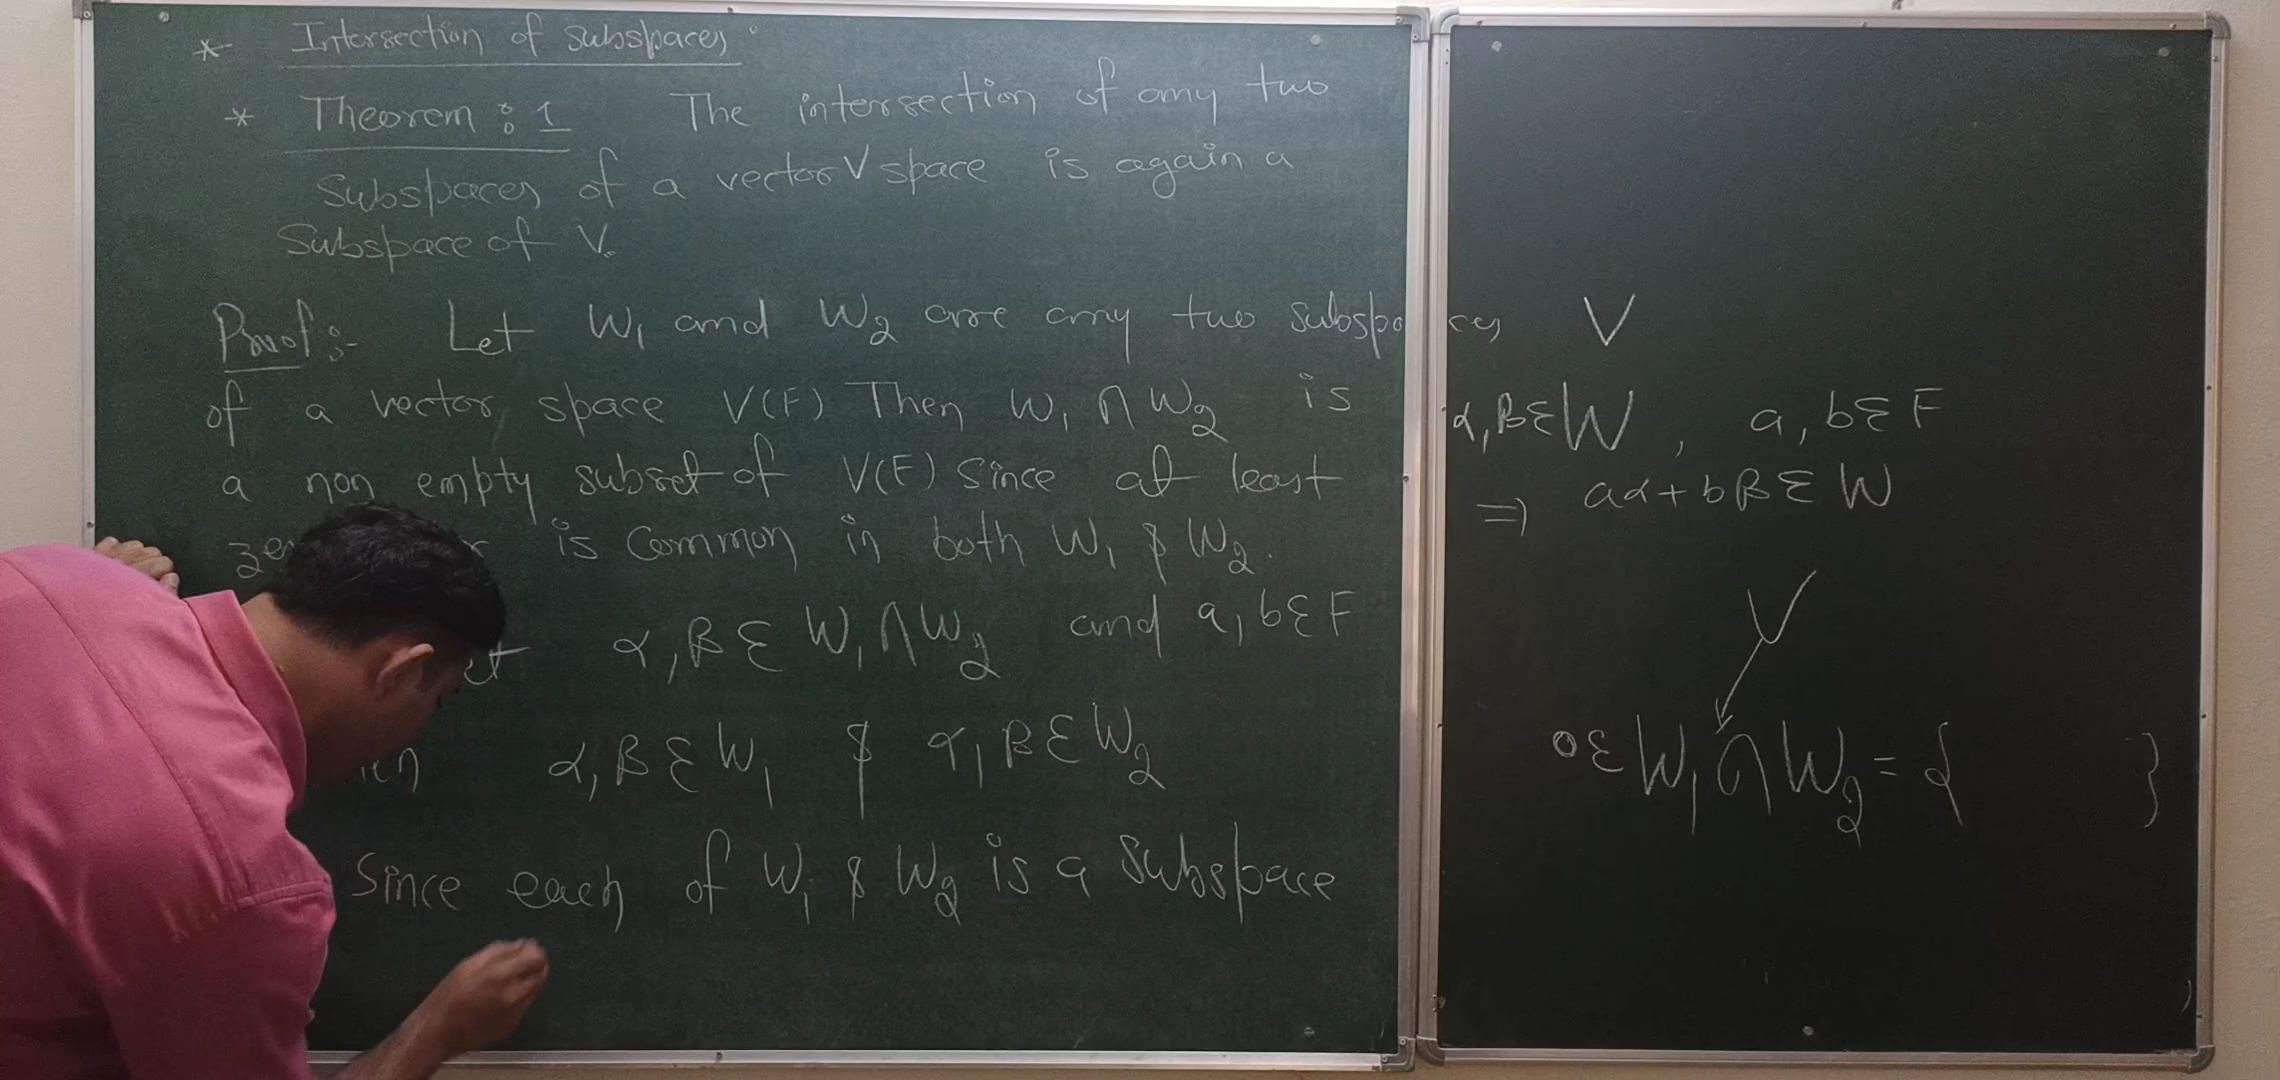 * Intersection of subspaces:
* Theorem : 1 The intersection of any two
Subspaces of a vector V space is again a
Subspace of V.
Proof :- Let W₁ and W₂ are any two subspaces
of a vector space V(F) Then W₁ ∩ W₂ is
a non empty subset of V(F) Since at least
is common in both W₁ & W₂.
α, β ∈ W₁ ∩ W₂ and a, b ∈ F
α, β ∈ W₁ & α, β ∈ W₂
Since each of W₁ & W₂ is a Subspace
V
α, β ∈ W , a, b ∈ F
⇒ aα + bβ ∈ W
V
0 ∈ W₁ ∩ W₂ = { }